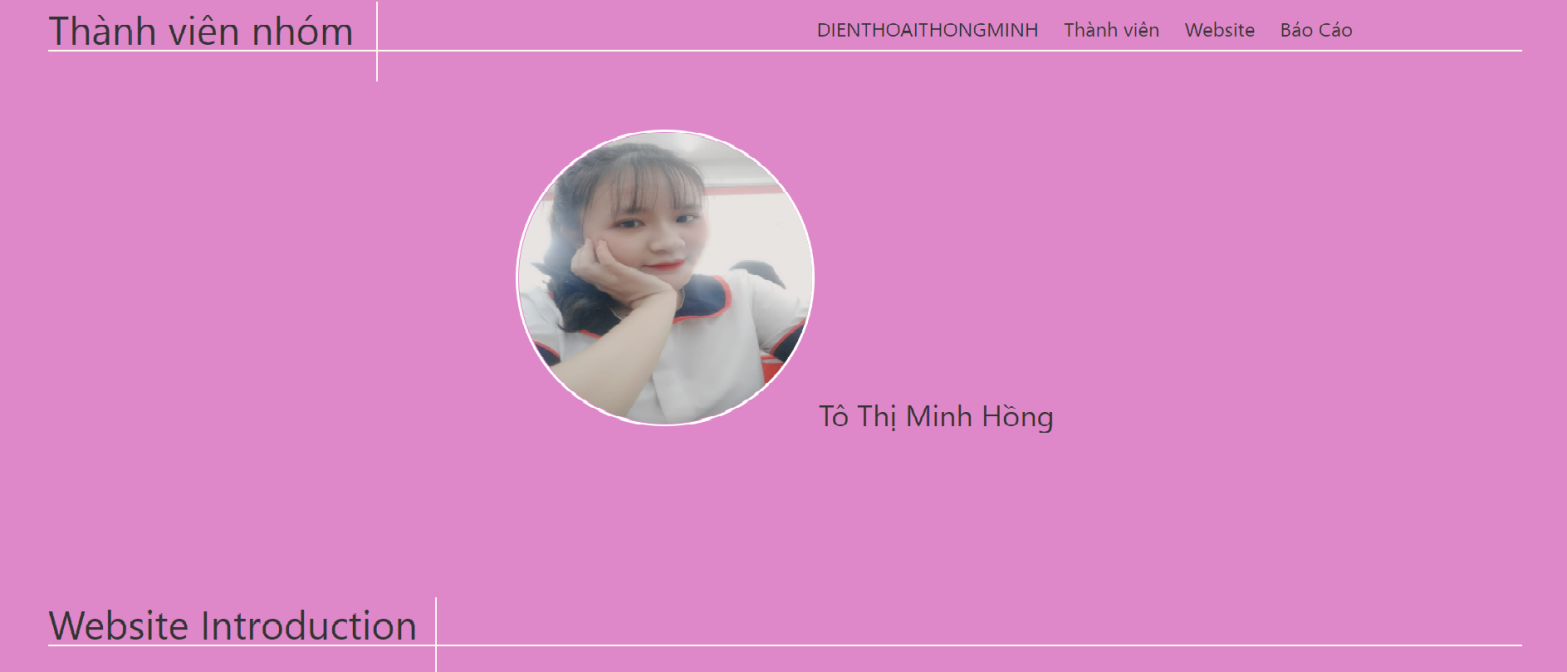 Thành viên nhóm
DIENTHOAITHONGMINH Thành viên Website Báo Cáo
Tô Thị Minh Hồng
Website Introduction